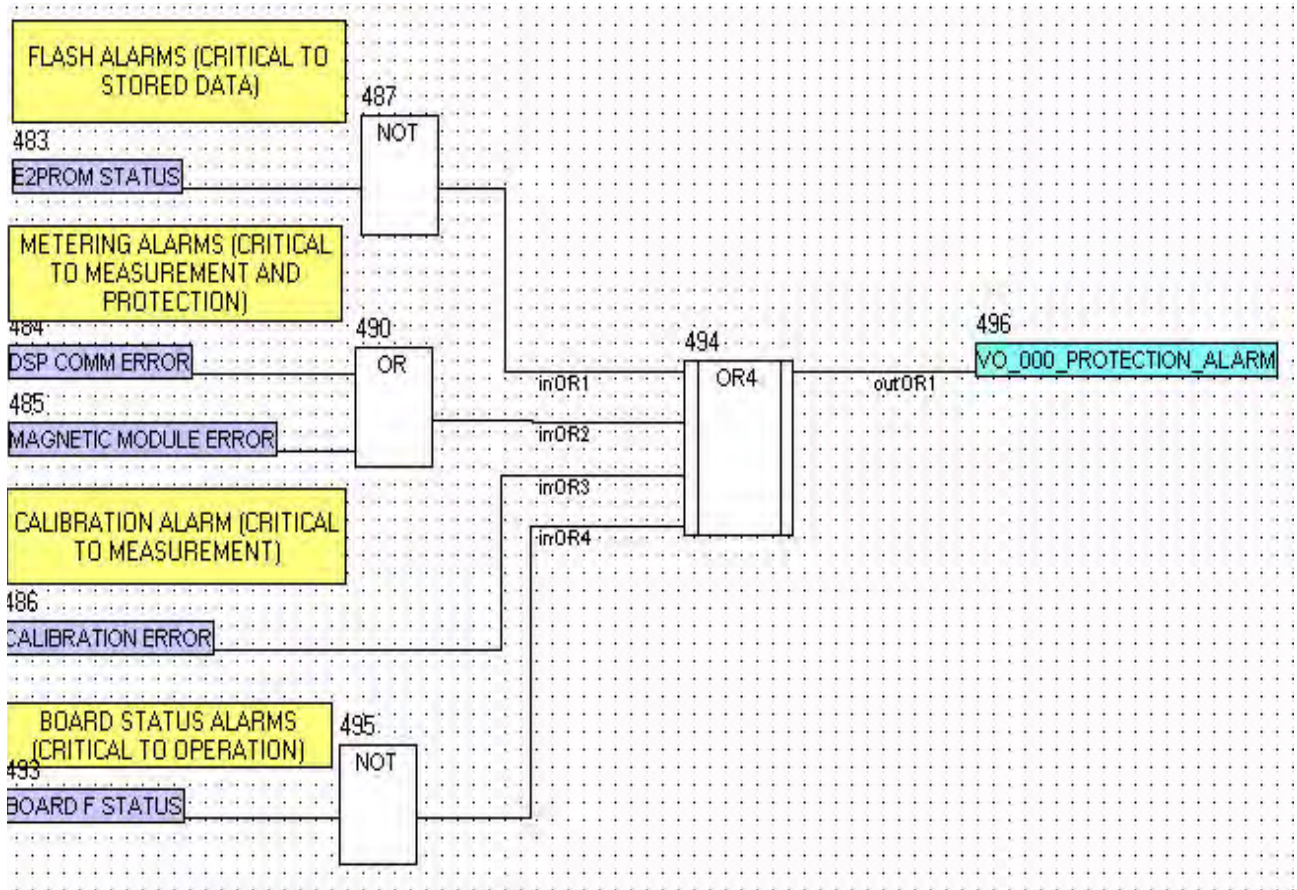 FLASH ALARMS (CRITICAL TO
STORED DATA)
487
NOT
483
E2PROM STATUS
METERING ALARMS (CRITICAL
TO MEASUREMENT AND
PROTECTION)
484
DSP COMM ERROR
490
OR
485
MAGNETIC MODULE ERROR
494
OR4
inOR1
inOR2
inOR3
inOR4
outOR1
496
VO_000_PROTECTION_ALARM
CALIBRATION ALARM (CRITICAL
TO MEASUREMENT)
486
CALIBRATION ERROR
BOARD STATUS ALARMS
(CRITICAL TO OPERATION)
495
NOT
493
BOARD F STATUS